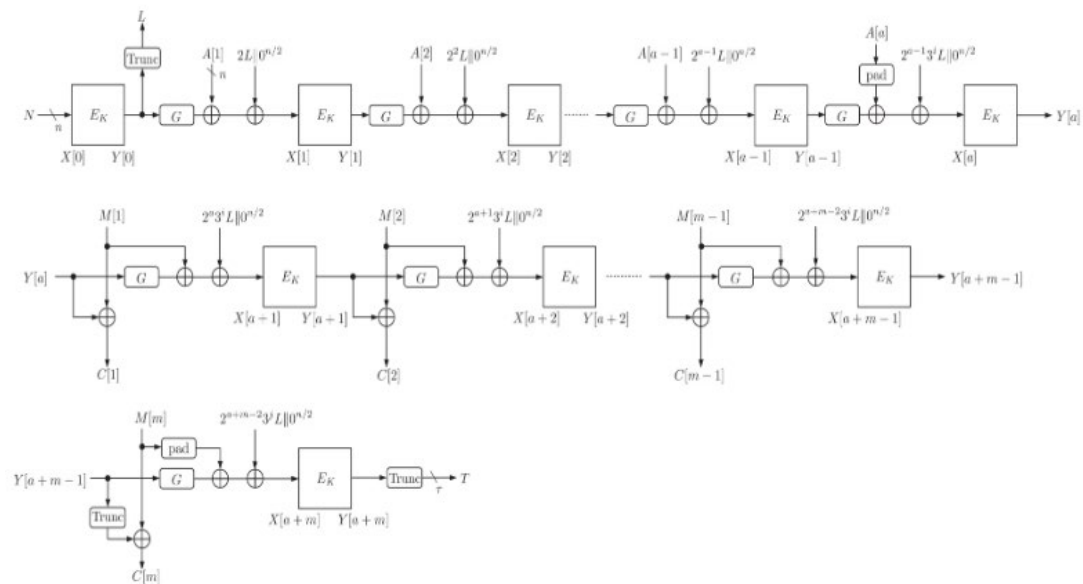 L
Trunc
A[1] 2L‖0^{n/2} A[2] 2²L‖0^{n/2} A[a−1] 2^{a−1}L‖0^{n/2} A[a] 2^{a−1}3^iL‖0^{n/2}
n pad
N n E_K G E_K G E_K G E_K G E_K Y[a]
X[0] Y[0] X[1] Y[1] X[2] Y[2] X[a−1] Y[a−1] X[a]
M[1] 2^a3^iL‖0^{n/2} M[2] 2^{a+1}3^iL‖0^{n/2} M[m−1] 2^{a+m−2}3^iL‖0^{n/2}
Y[a] G E_K G E_K G E_K Y[a+m−1]
X[a+1] Y[a+1] X[a+2] Y[a+2] X[a+m−1]
C[1] C[2] C[m−1]
M[m] 2^{a+m−2}3^iL‖0^{n/2}
pad
Y[a+m−1] G E_K Trunc τ T
Trunc
X[a+m] Y[a+m]
C[m]